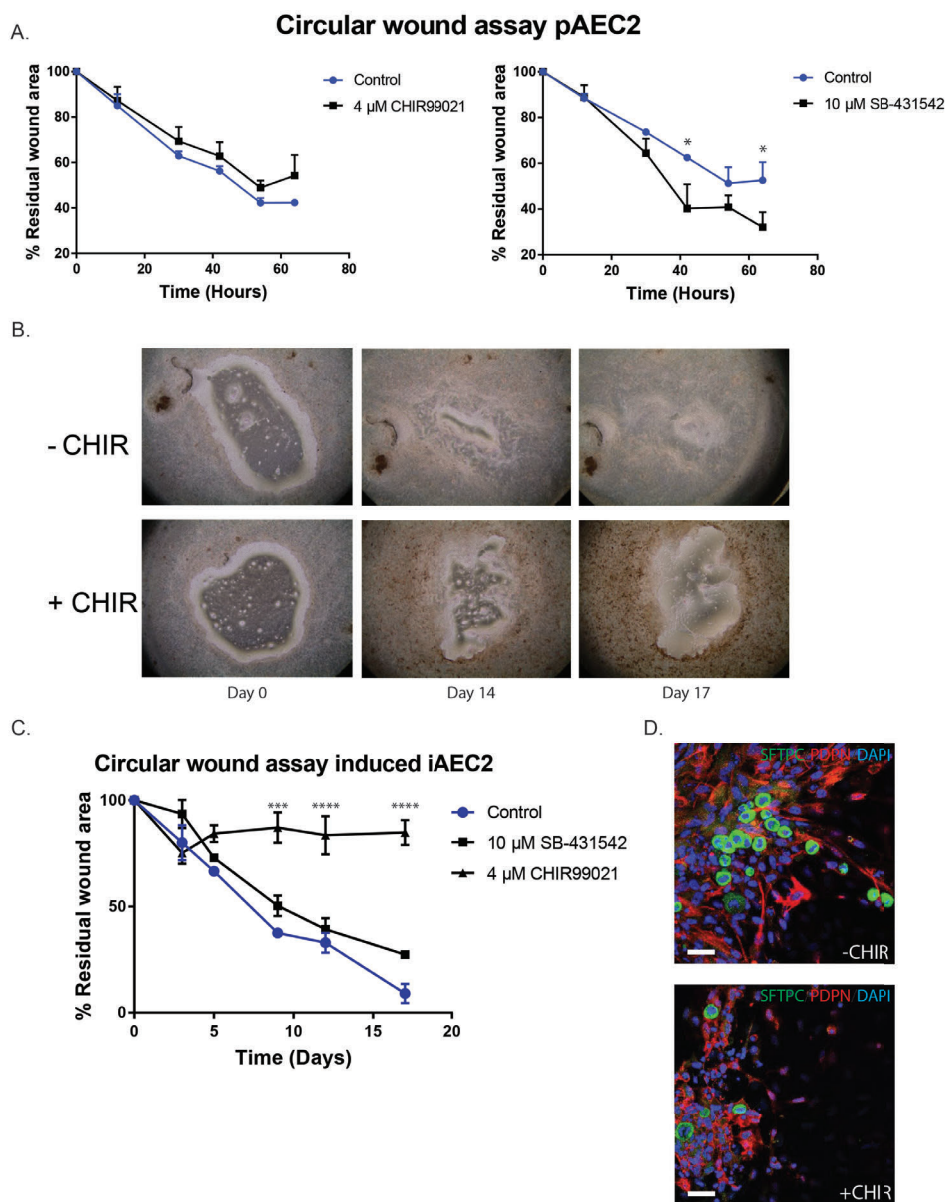 A.
Circular wound assay pAEC2
% Residual wound area
100
80
60
40
20
0
20
40
60
80
Time (Hours)
Control
4 µM CHIR99021
% Residual wound area
100
80
60
40
20
*
*
0
20
40
60
80
Time (Hours)
Control
10 µM SB-431542
B.
- CHIR
+ CHIR
Day 0
Day 14
Day 17
C.
Circular wound assay induced iAEC2
% Residual wound area
100
50
0
***
****
****
0
5
10
15
20
Time (Days)
Control
10 µM SB-431542
4 µM CHIR99021
D.
SFTPC PDPN DAPI
-CHIR
SFTPC PDPN DAPI
+CHIR